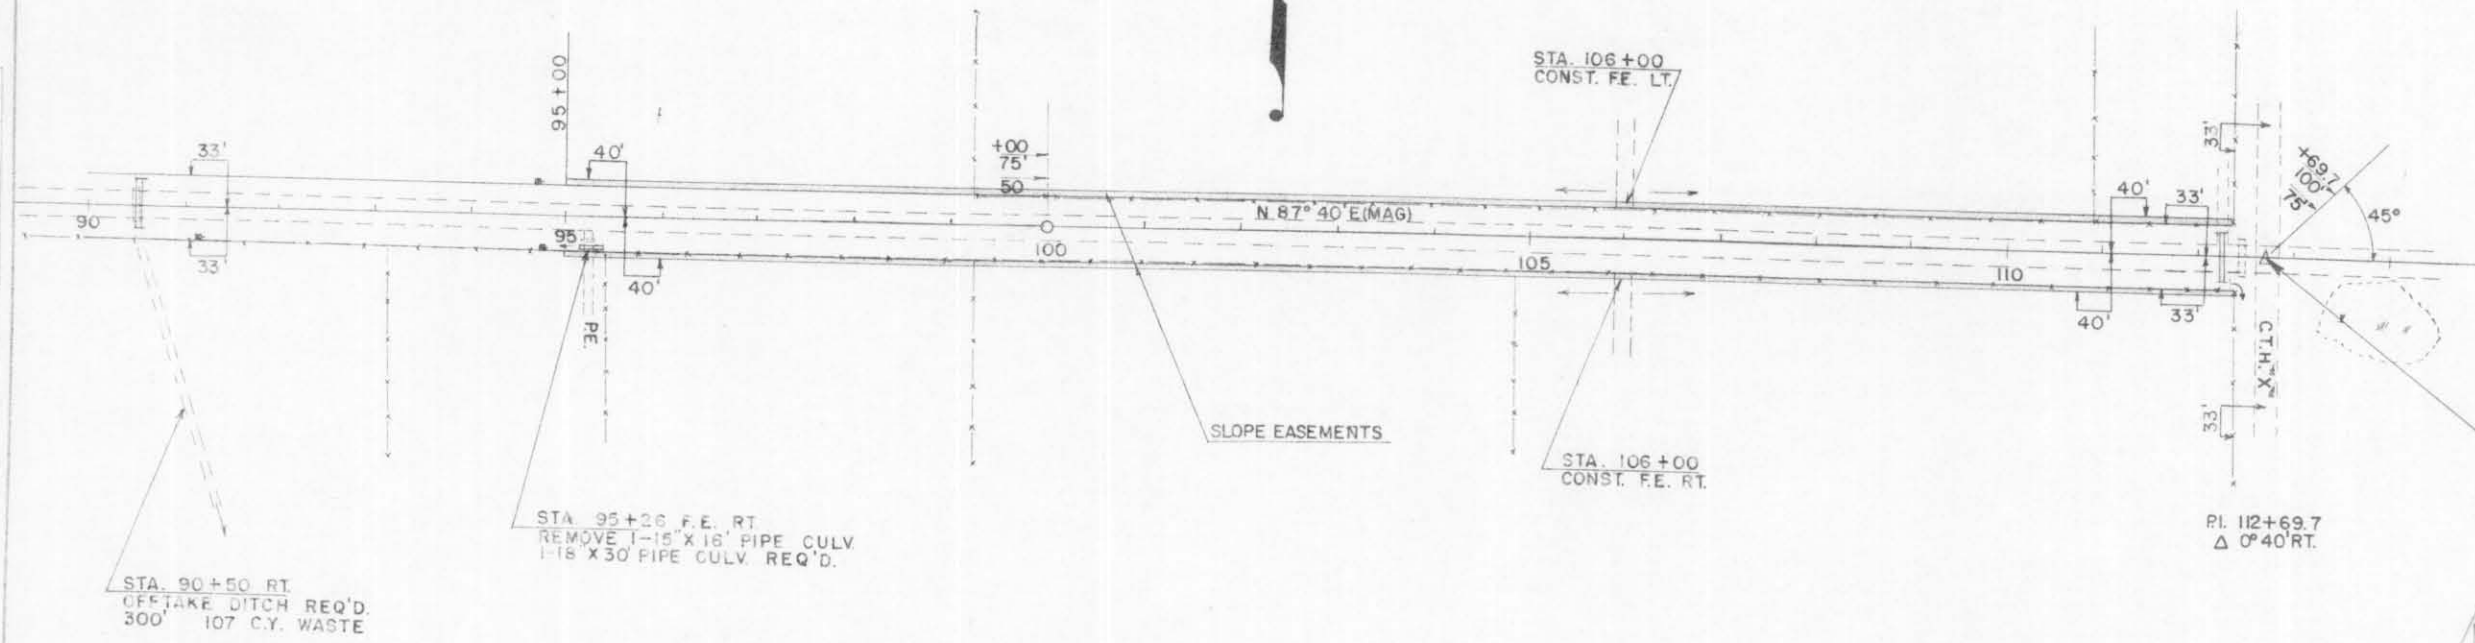 95+00
STA. 106+00
CONST. F.E. LT.
33'
40'
+00
75'
50
33'
+69.7
100'
75'
45°
40'
33'
N 87° 40' E (MAG)
90
95
100
105
110
33'
40'
40'
33'
P.E.
C.T.H. "X"
33'
SLOPE EASEMENTS
STA. 106+00
CONST. F.E. RT.
STA. 95+26 F.E. RT.
REMOVE 1-15" X 16' PIPE CULV.
1-18" X 30' PIPE CULV. REQ'D.
P.I. 112+69.7
Δ 0° 40' RT.
STA. 90+50 RT.
OFFTAKE DITCH REQ'D.
300' 107 C.Y. WASTE